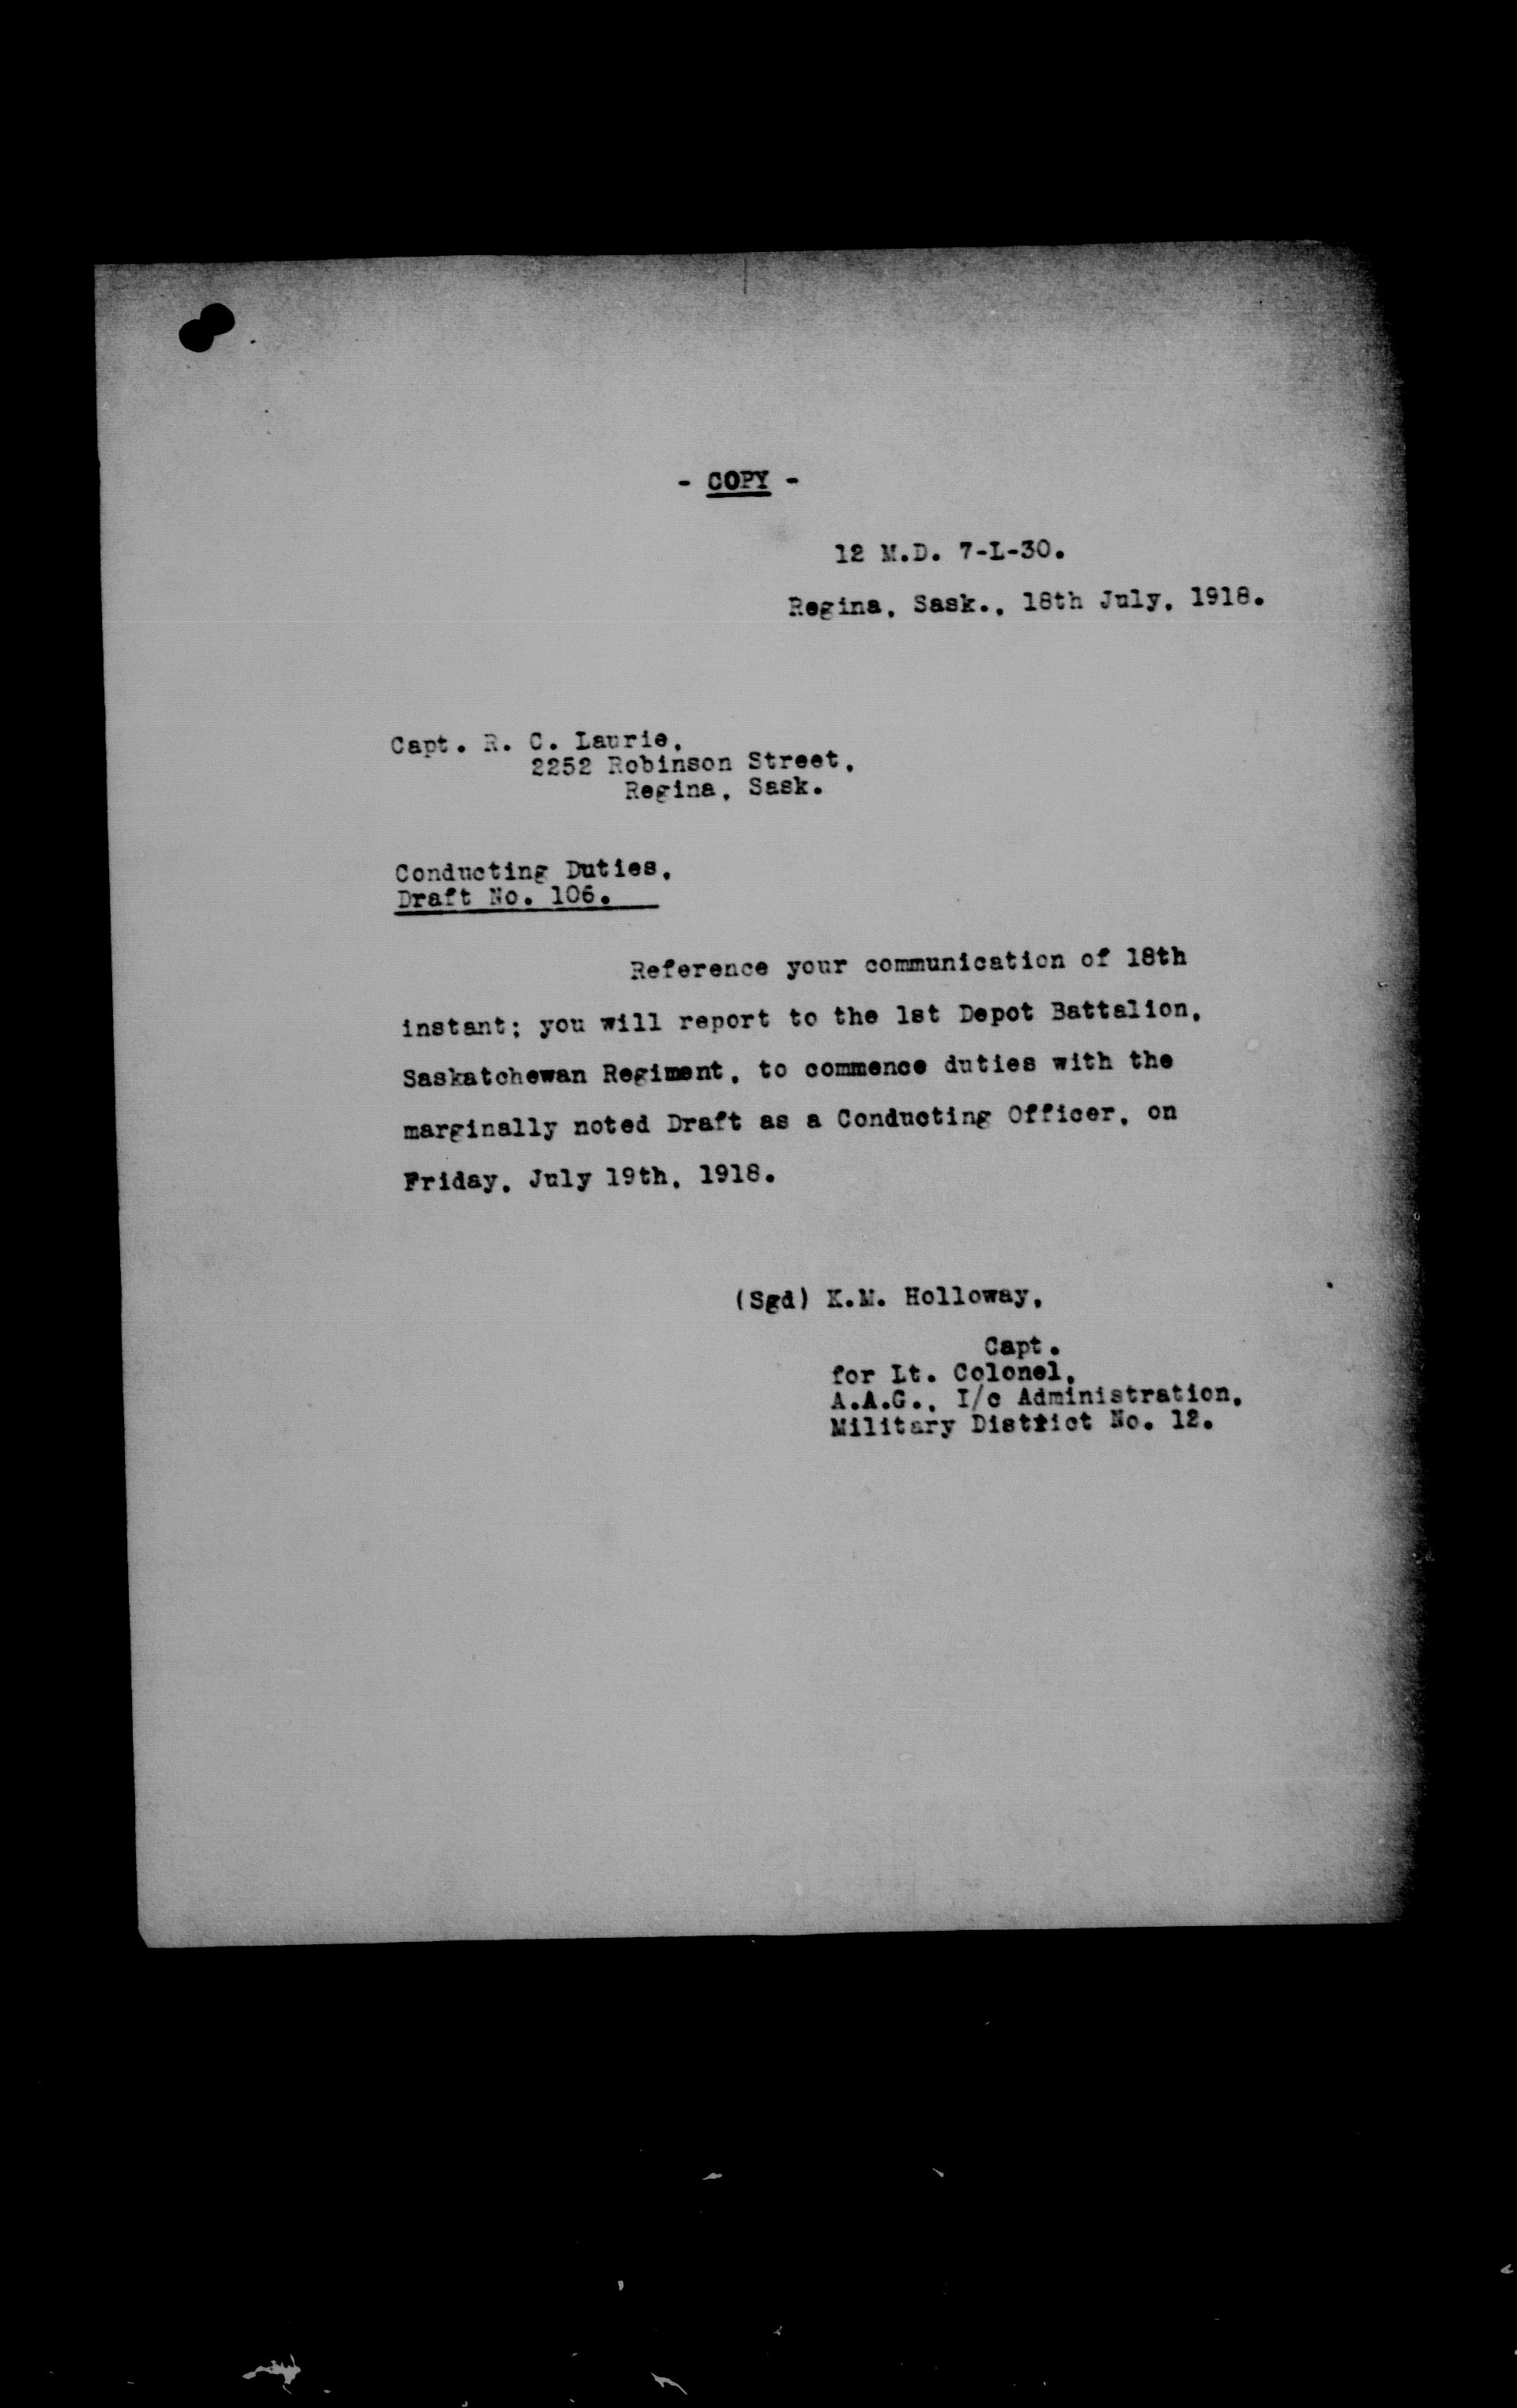 - COPY -
12 M.D. 7-L-30.
Regina, Sask., 18th July, 1918.
Capt. R. C. Laurie,
2252 Robinson Street,
Regina, Sask.
Conducting Duties,
Draft No. 106.
Reference your communication of 18th
instant; you will report to the 1st Depot Battalion,
Saskatchewan Regiment, to commence duties with the
marginally noted Draft as a Conducting Officer, on
Friday, July 19th, 1918.
(Sgd) K.M. Holloway,
Capt.
for Lt. Colonel,
A.A.G., I/c Administration,
Military District No. 12.